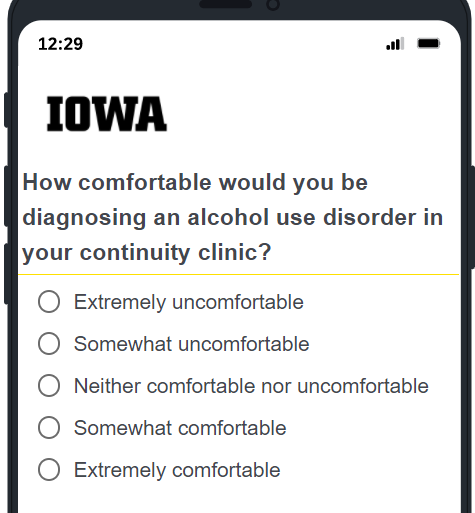 12:29
IOWA
How comfortable would you be
diagnosing an alcohol use disorder in
your continuity clinic?
Extremely uncomfortable
Somewhat uncomfortable
Neither comfortable nor uncomfortable
Somewhat comfortable
Extremely comfortable